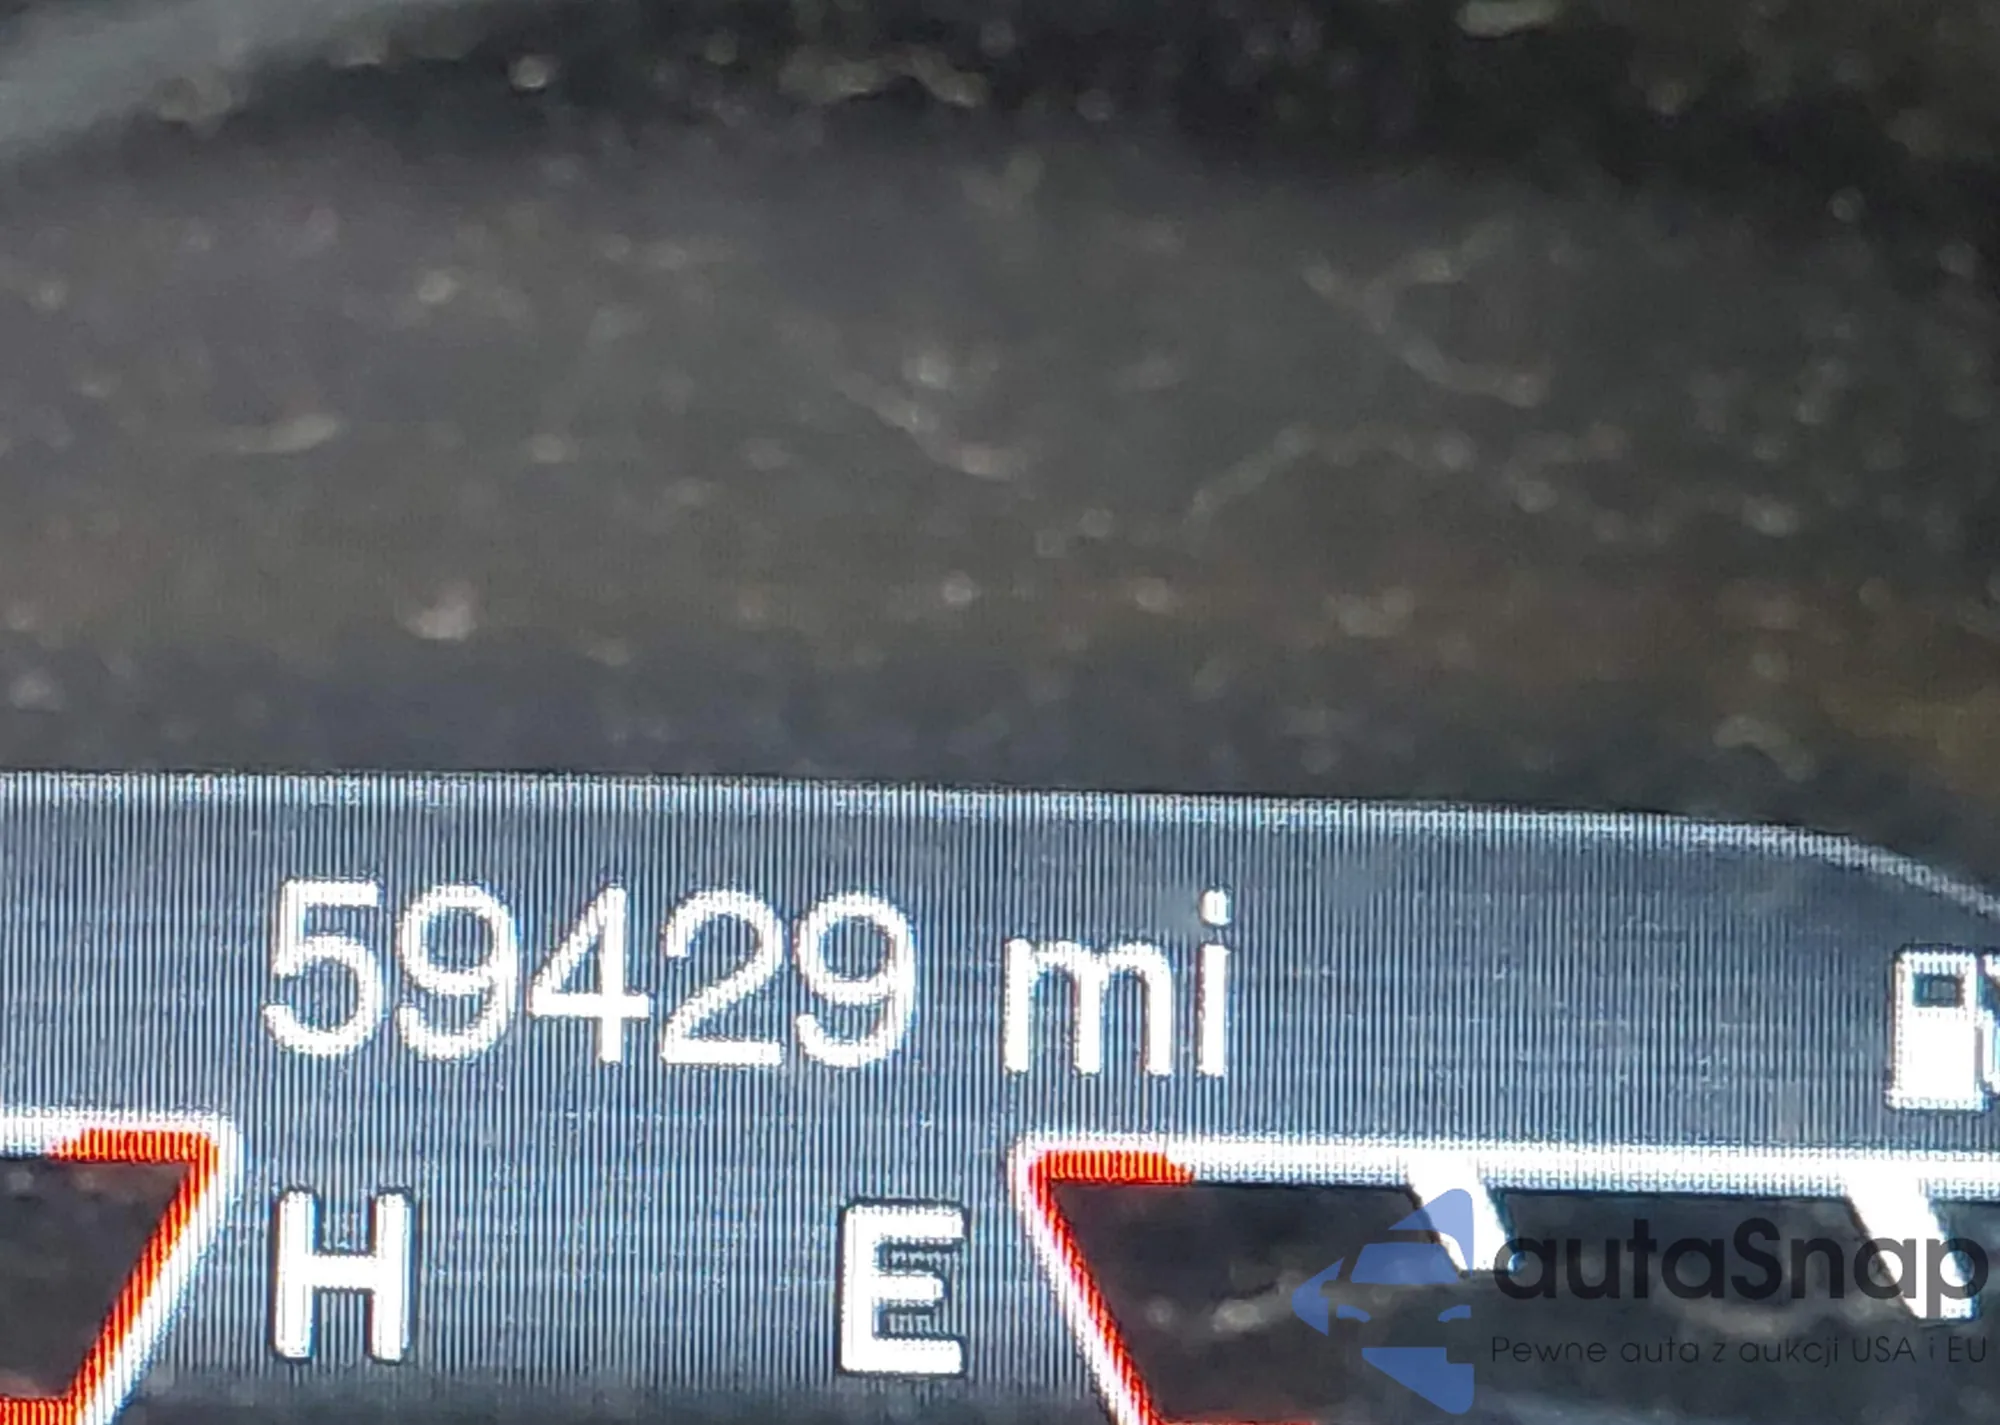 59429 mi
H E
autaSnap
Pewne auta z aukcji USA i EU